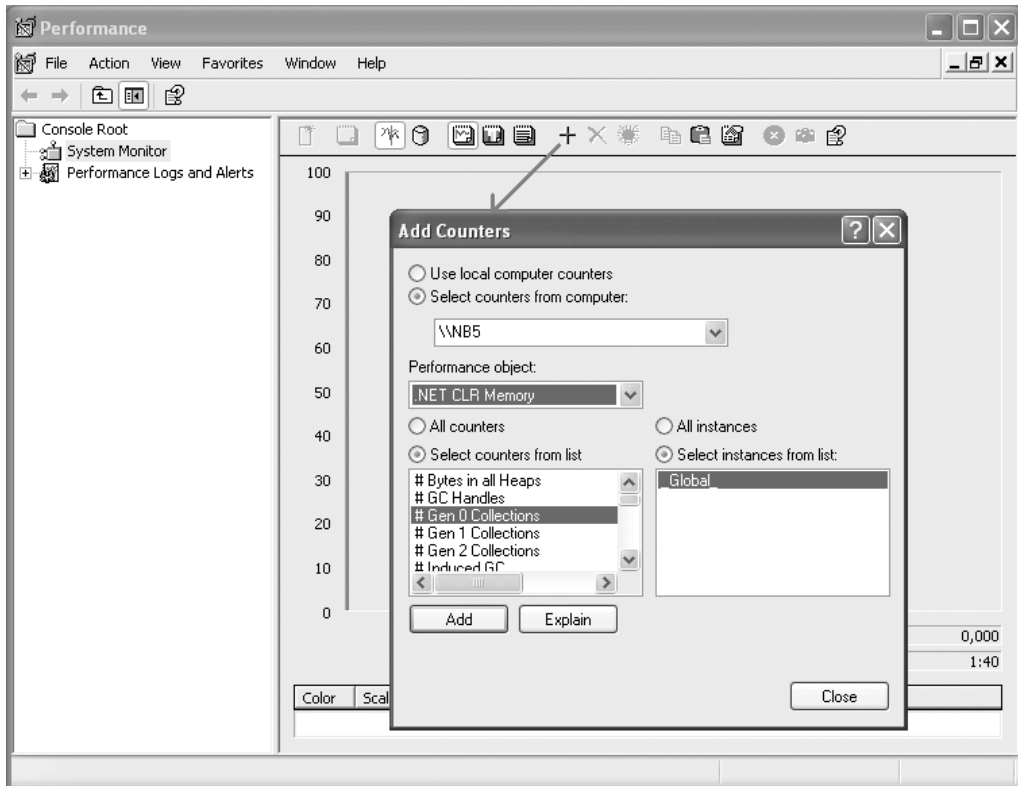 Performance
File Action View Favorites Window Help
Console Root
System Monitor
Performance Logs and Alerts
100
90
80
70
60
50
40
30
20
10
0
Add Counters
Use local computer counters
Select counters from computer:
\\NB5
Performance object:
.NET CLR Memory
All counters
All instances
Select counters from list
Select instances from list:
# Bytes in all Heaps
# GC Handles
# Gen 0 Collections
# Gen 1 Collections
# Gen 2 Collections
# Induced GC
_Global_
Add
Explain
0,000
1:40
Close
Color Scal